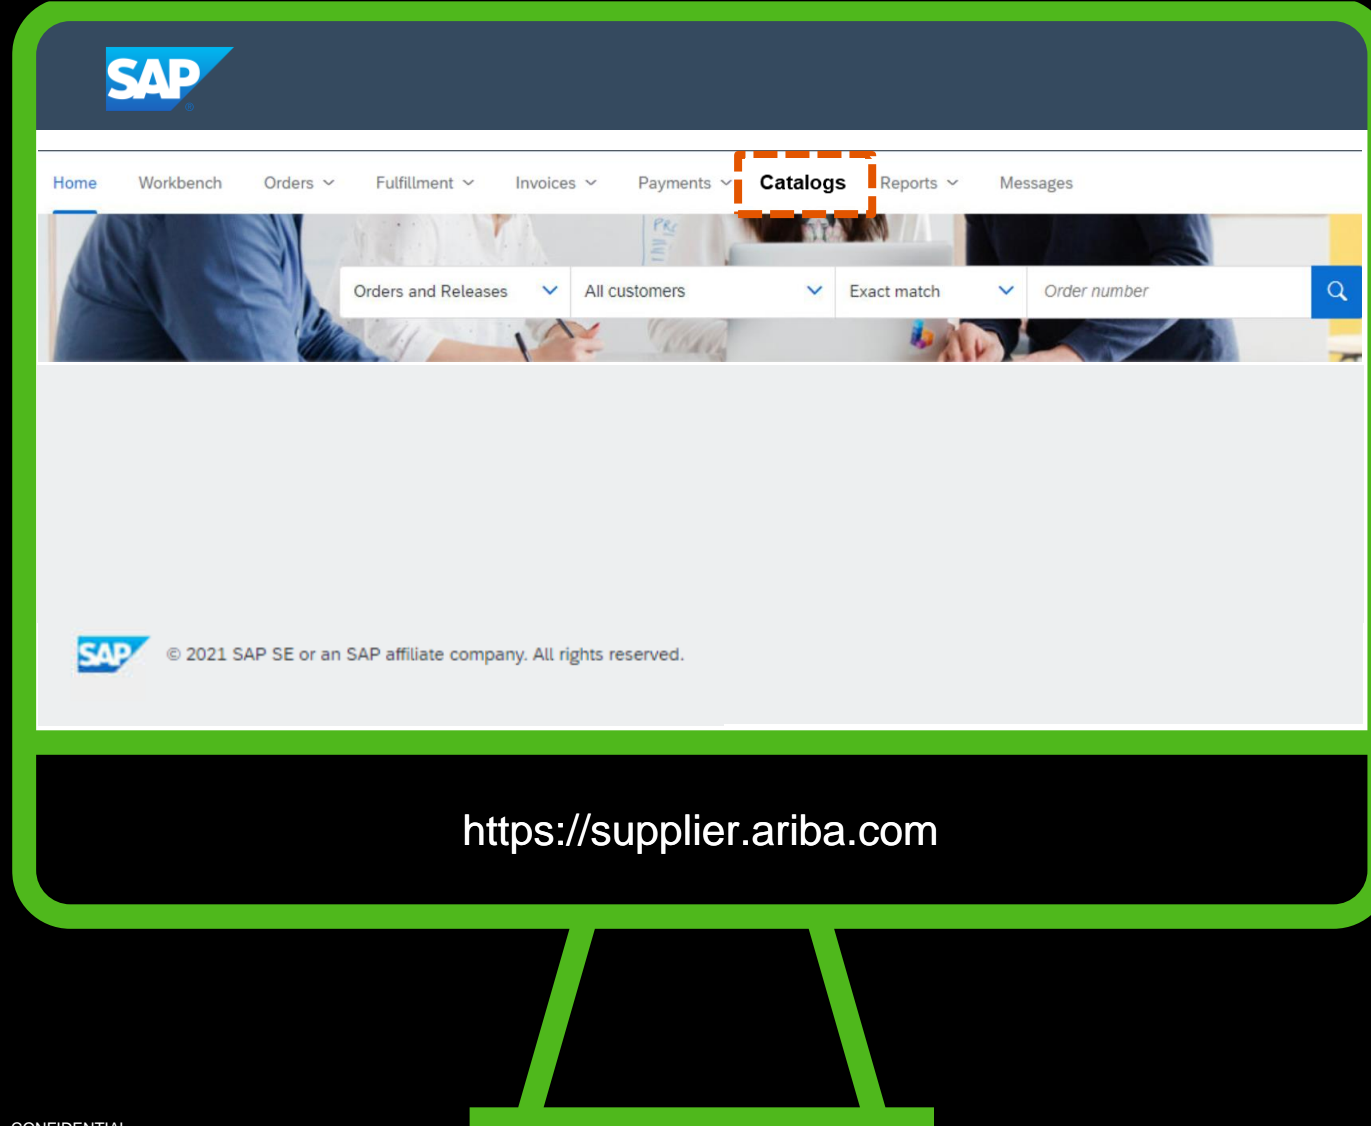 SAP
Home Workbench Orders Fulfillment Invoices Payments Catalogs Reports Messages
Orders and Releases All customers Exact match Order number
SAP © 2021 SAP SE or an SAP affiliate company. All rights reserved.
https://supplier.ariba.com
CONFIDENTIAL